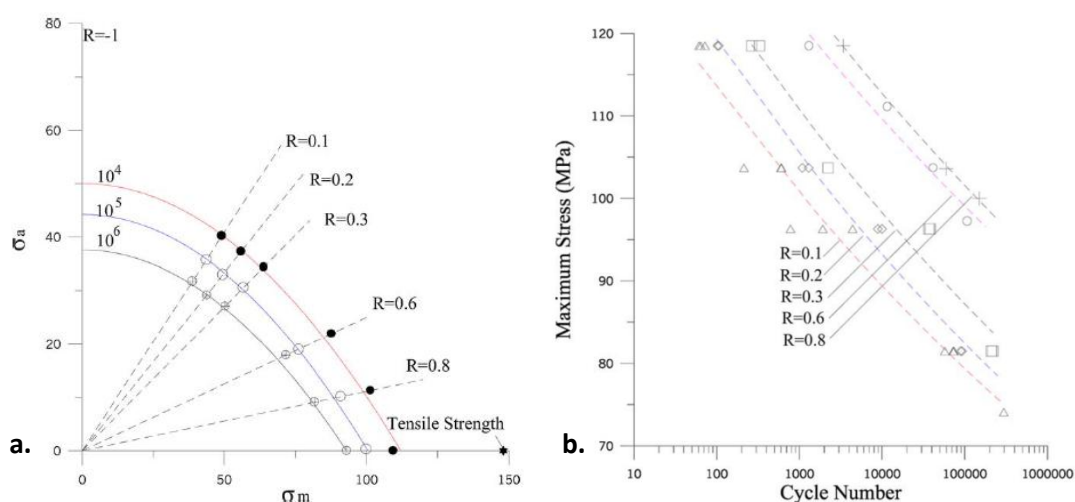 80
R=-1
60
R=0.1
R=0.2
10^4
R=0.3
10^5
40
10^6
σa
R=0.6
20
R=0.8
Tensile Strength
0
0 50 100 150
σm
a.
120
110
100
90
80
70
Maximum Stress (MPa)
R=0.1
R=0.2
R=0.3
R=0.6
R=0.8
10 100 1000 10000 100000 1000000
Cycle Number
b.